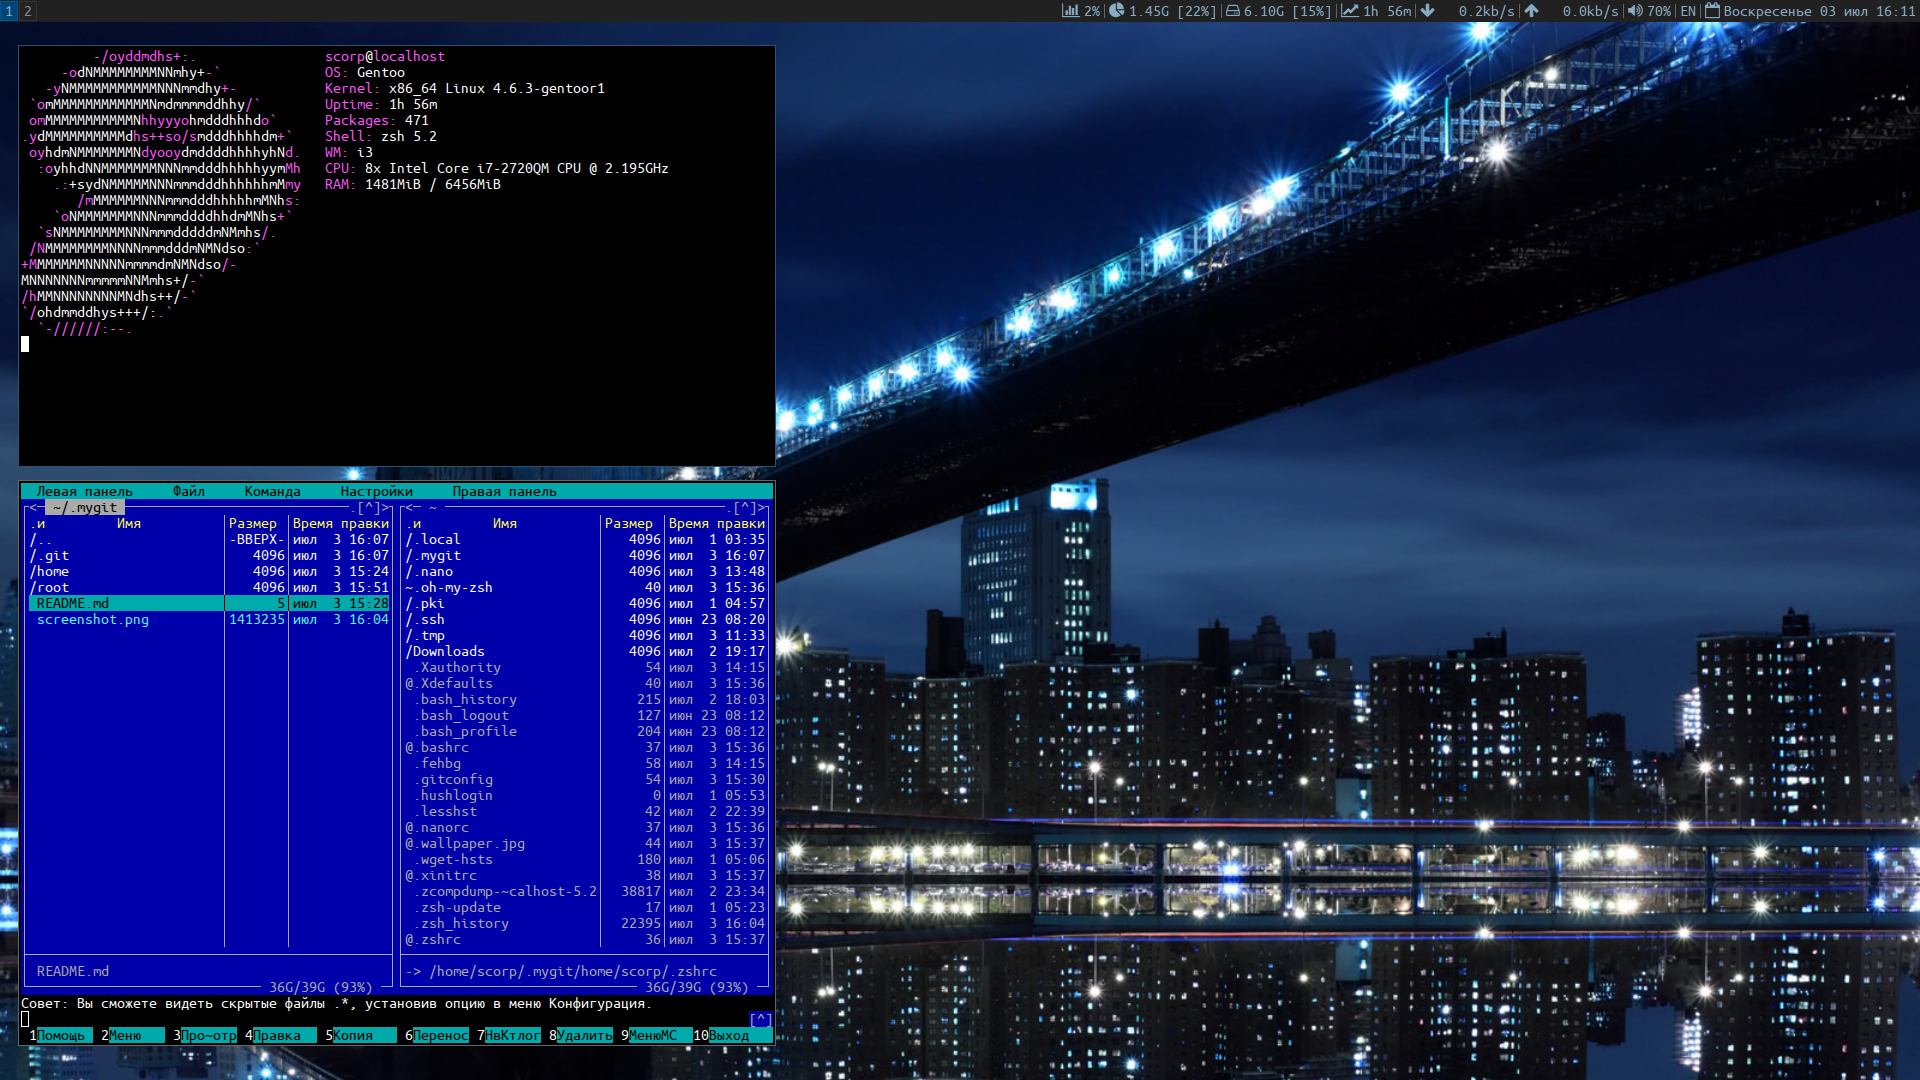 1 2 2% 1.45G [22%] 6.10G [15%] 1h 56m 0.2kb/s 0.0kb/s 70% EN Воскресенье 03 июл 16:11
-/oyddmdhs+:. scorp@localhost
-odNMMMMMMMMNNmhy+-` OS: Gentoo
-yNMMMMMMMMMMMNNNmmdhy+- Kernel: x86_64 Linux 4.6.3-gentoor1
`omMMMMMMMMMMMMNmdmmmmddhhy/` Uptime: 1h 56m
omMMMMMMMMMMMNhhyyyohmdddhhhdo` Packages: 471
.ydMMMMMMMMMMdhs++so/smdddhhhhdm+` Shell: zsh 5.2
oyhdmNMMMMMMMNdyooydmddddhhhhyhNd. WM: i3
:oyhhdNNMMMMMMMNNNmmdddhhhhhyymMh CPU: 8x Intel Core i7-2720QM CPU @ 2.195GHz
.:+sydNMMMMMNNNmmmdddhhhhhhmMmy RAM: 1481MiB / 6456MiB
/mMMMMMMNNNmmmdddhhhhhmMNhs:
`oNMMMMMMMNNNmmmddddhhdmMNhs+`
`sNMMMMMMMMNNNmmmdddddmNMmhs/.
/NMMMMMMMMNNNNmmmdddmNMNdso:`
+MMMMMMMNNNNNmmmmdmNMNdso/-
MNNNNNNNmmmmmNNMmhs+/-`
/hMMNNNNNNNNMNdhs++/-`
`/ohdmmddhys+++/:.`
`-//////:--.
Левая панель Файл Команда Настройки Правая панель
<─ ~/.mygit .[^]> <─ ~ .[^]>
.и Имя Размер Время правки .и Имя Размер Время правки
/.. -ВВЕРХ- июл 3 16:07 /.local 4096 июл 1 03:35
/.git 4096 июл 3 16:07 /.mygit 4096 июл 3 16:07
/home 4096 июл 3 15:24 /.nano 4096 июл 3 13:48
/root 4096 июл 3 15:51 ~.oh-my-zsh 40 июл 3 15:36
README.md 5 июл 3 15:28 /.pki 4096 июл 1 04:57
screenshot.png 1413235 июл 3 16:04 /.ssh 4096 июн 23 08:20
/.tmp 4096 июл 3 11:33
/Downloads 4096 июл 2 19:17
.Xauthority 54 июл 3 14:15
@.Xdefaults 40 июл 3 15:36
.bash_history 215 июл 2 18:03
.bash_logout 127 июн 23 08:12
.bash_profile 204 июн 23 08:12
@.bashrc 37 июл 3 15:36
.fehbg 58 июл 3 14:15
.gitconfig 54 июл 3 15:30
.hushlogin 0 июл 1 05:53
.lesshst 42 июл 2 22:39
@.nanorc 37 июл 3 15:36
@.wallpaper.jpg 44 июл 3 15:37
.wget-hsts 180 июл 1 05:06
@.xinitrc 38 июл 3 15:37
.zcompdump-~calhost-5.2 38817 июл 2 23:34
.zsh-update 17 июл 1 05:23
.zsh_history 22395 июл 3 16:04
@.zshrc 36 июл 3 15:37
README.md -> /home/scorp/.mygit/home/scorp/.zshrc
36G/39G (93%) 36G/39G (93%)
Совет: Вы сможете видеть скрытые файлы .*, установив опцию в меню Конфигурация.
[^]
1Помощь 2Меню 3Про~отр 4Правка 5Копия 6Перенос 7НвКтлог 8Удалить 9МенюMC 10Выход